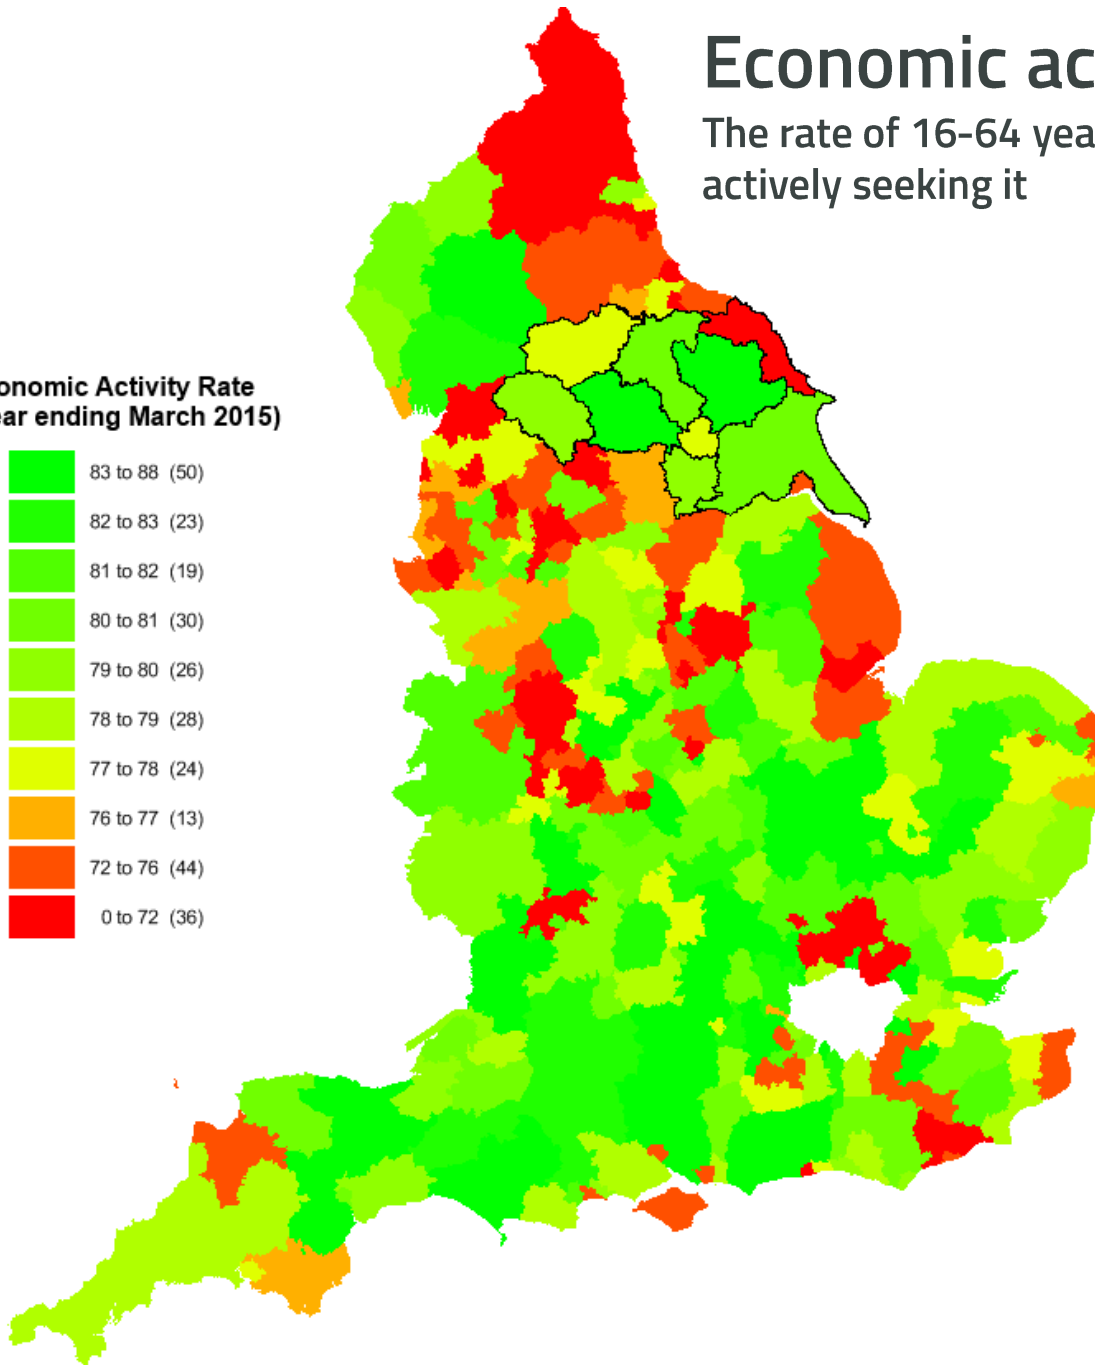 Economic ac
The rate of 16-64 yea
actively seeking it
onomic Activity Rate
ear ending March 2015)
83 to 88 (50)
82 to 83 (23)
81 to 82 (19)
80 to 81 (30)
79 to 80 (26)
78 to 79 (28)
77 to 78 (24)
76 to 77 (13)
72 to 76 (44)
0 to 72 (36)